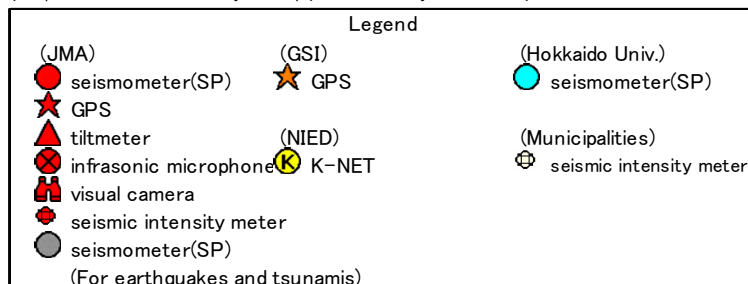 Legend
(JMA) (GSI) (Hokkaido Univ.)
seismometer(SP) GPS seismometer(SP)
GPS
tiltmeter (NIED) (Municipalities)
infrasonic microphone K K-NET seismic intensity meter
visual camera
seismic intensity meter
seismometer(SP)
(For earthquakes and tsunamis)